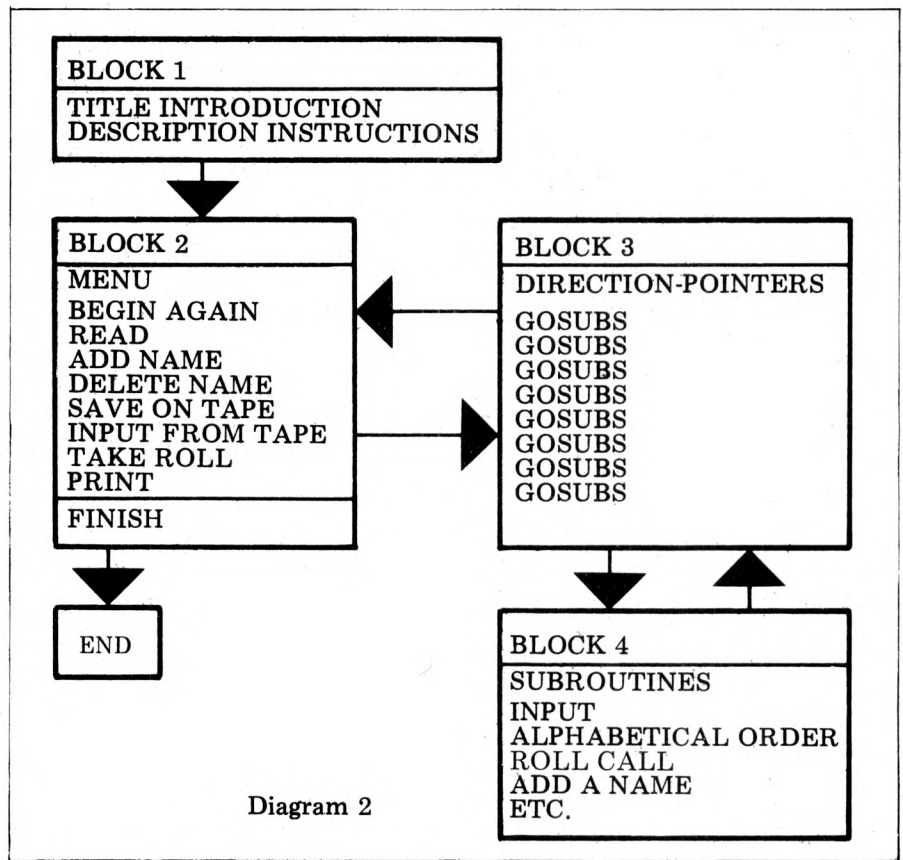 BLOCK 1
TITLE INTRODUCTION
DESCRIPTION INSTRUCTIONS
BLOCK 2
MENU
BEGIN AGAIN
READ
ADD NAME
DELETE NAME
SAVE ON TAPE
INPUT FROM TAPE
TAKE ROLL
PRINT
FINISH
END
BLOCK 3
DIRECTION-POINTERS
GOSUBS
GOSUBS
GOSUBS
GOSUBS
GOSUBS
GOSUBS
GOSUBS
GOSUBS
BLOCK 4
SUBROUTINES
INPUT
ALPHABETICAL ORDER
ROLL CALL
ADD A NAME
ETC.
Diagram 2